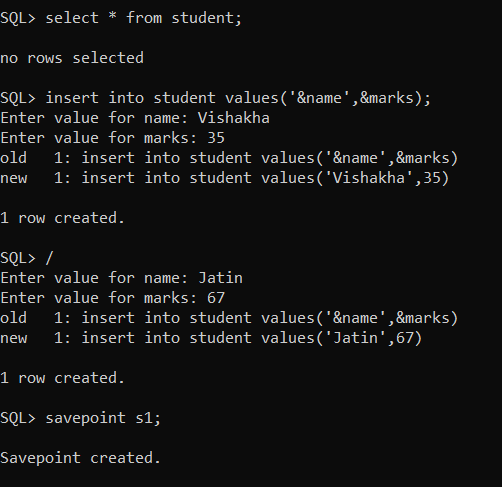 SQL> select * from student;
no rows selected
SQL> insert into student values('&name',&marks);
Enter value for name: Vishakha
Enter value for marks: 35
old   1: insert into student values('&name',&marks)
new   1: insert into student values('Vishakha',35)
1 row created.
SQL> /
Enter value for name: Jatin
Enter value for marks: 67
old   1: insert into student values('&name',&marks)
new   1: insert into student values('Jatin',67)
1 row created.
SQL> savepoint s1;
Savepoint created.